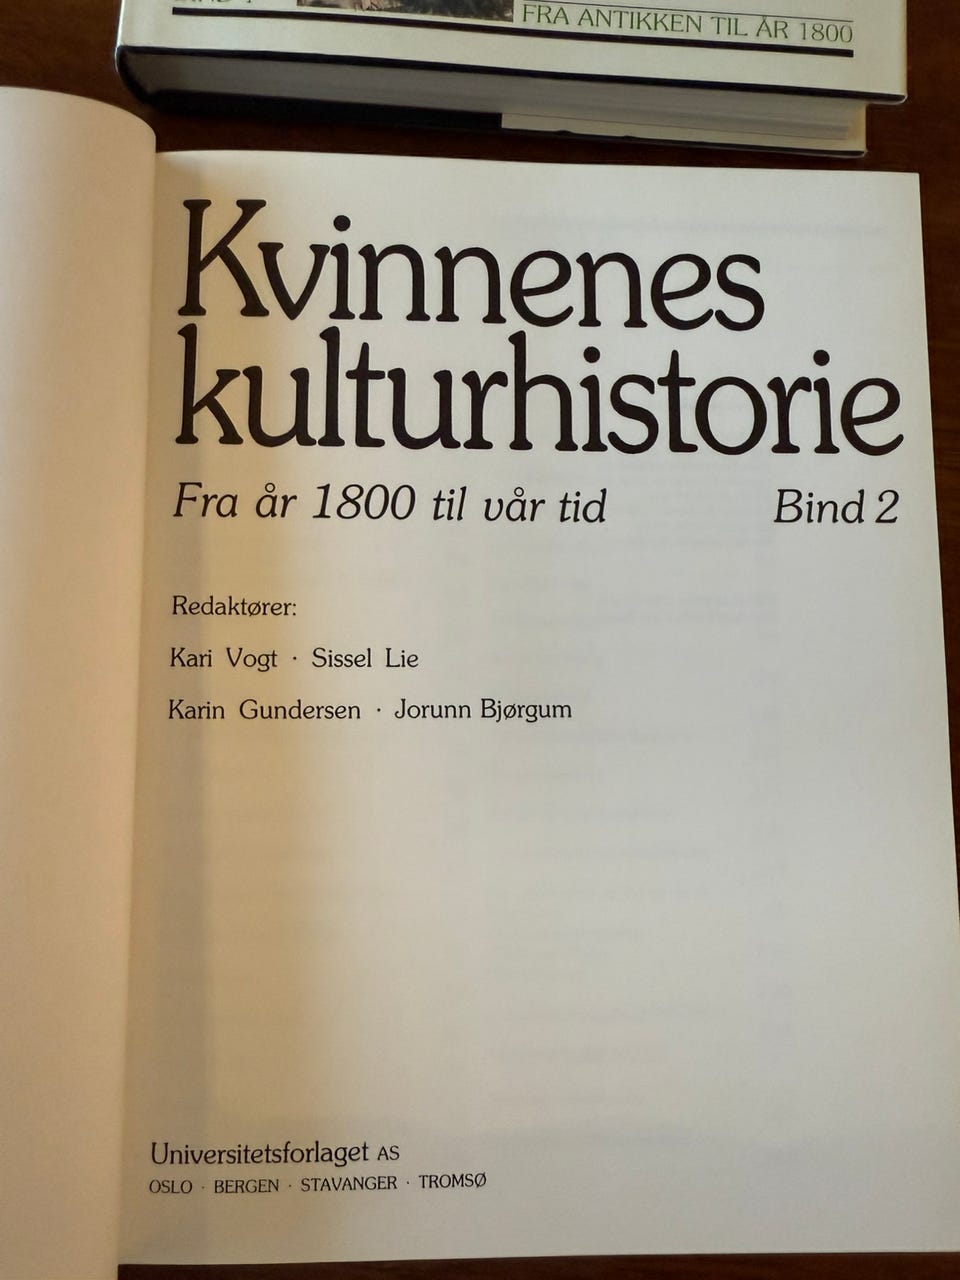 FRA ANTIKKEN TIL ÅR 1800
Kvinnenes
kulturhistorie
Fra år 1800 til vår tid Bind 2
Redaktører:
Kari Vogt · Sissel Lie
Karin Gundersen · Jorunn Bjørgum
Universitetsforlaget AS
OSLO · BERGEN · STAVANGER · TROMSØ